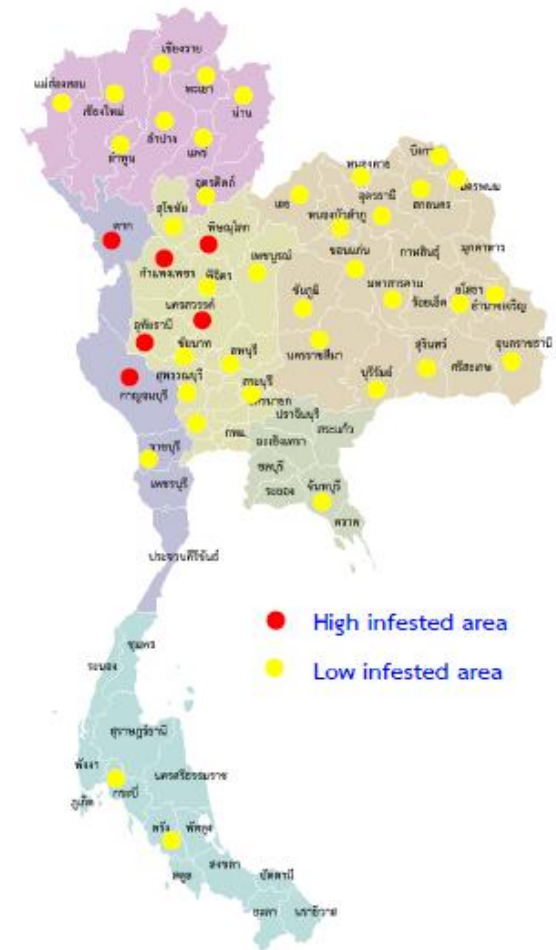 เชียงราย
แม่ฮ่องสอน
พะเยา
เชียงใหม่
น่าน
ลำปาง
แพร่
ลำพูน
อุตรดิตถ์
สุโขทัย
ตาก
พิษณุโลก
กำแพงเพชร
พิจิตร
เพชรบูรณ์
นครสวรรค์
อุทัยธานี
ชัยนาท
ลพบุรี
สุพรรณบุรี
สระบุรี
กาญจนบุรี
กทม.
ราชบุรี
เพชรบุรี
ประจวบคีรีขันธ์
เลย
หนองคาย
อุดรธานี
สกลนคร
หนองบัวลำภู
ขอนแก่น
กาฬสินธุ์
มุกดาหาร
ชัยภูมิ
มหาสารคาม
ร้อยเอ็ด
ยโสธร
อำนาจเจริญ
นครราชสีมา
บุรีรัมย์
สุรินทร์
ศรีสะเกษ
อุบลราชธานี
ปราจีนบุรี
สระแก้ว
ฉะเชิงเทรา
ชลบุรี
ระยอง
จันทบุรี
ตราด
High infested area
Low infested area
ชุมพร
ระนอง
สุราษฎร์ธานี
พังงา
นครศรีธรรมราช
กระบี่
ภูเก็ต
ตรัง
พัทลุง
สตูล
สงขลา
ปัตตานี
ยะลา
นราธิวาส